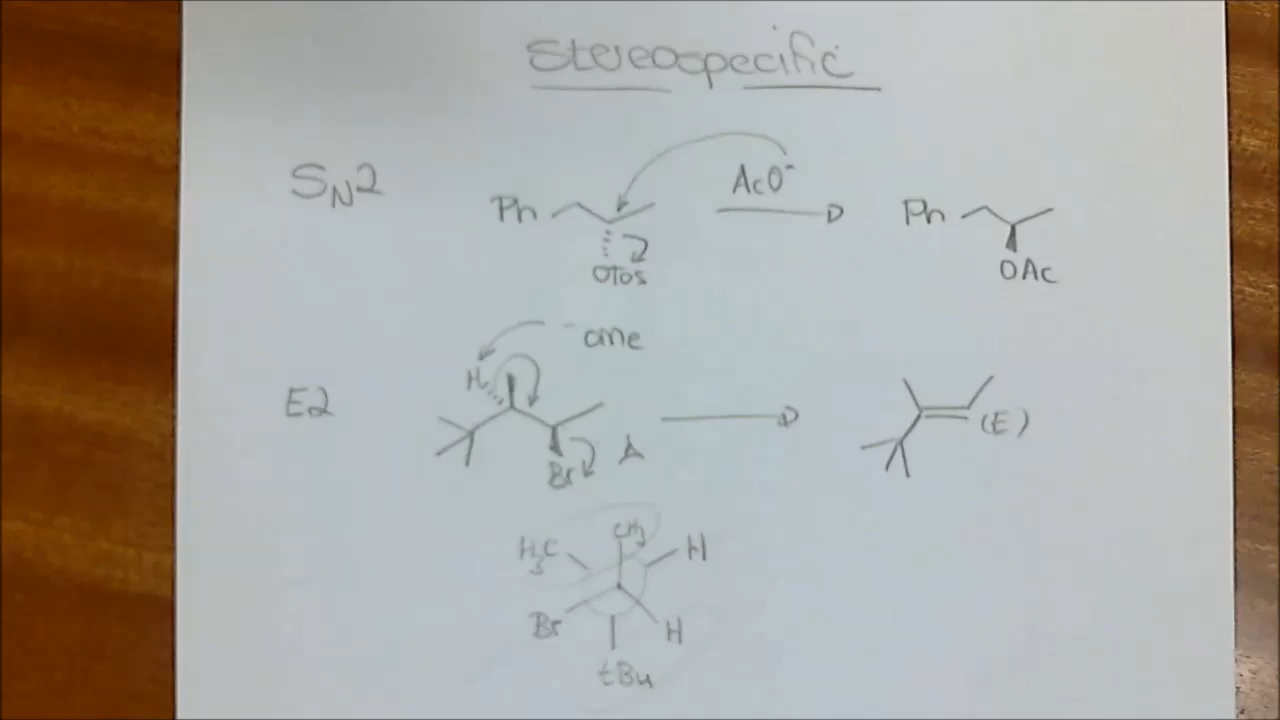 Stereospecific
SN2
AcO⁻
Ph
OTos
Ph
OAc
⁻OMe
H
E2
Br
Δ
(E)
CH3
H3C
H
Br
H
tBu